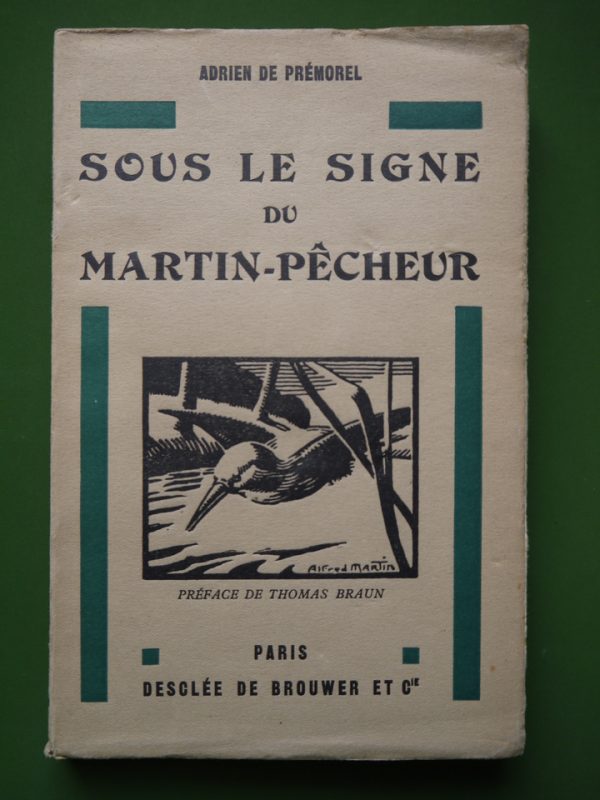 ADRIEN DE PRÉMOREL
SOUS LE SIGNE
DU
MARTIN-PÊCHEUR
Alfred MARTIN
PRÉFACE DE THOMAS BRAUN
PARIS
DESCLÉE DE BROUWER ET Cie